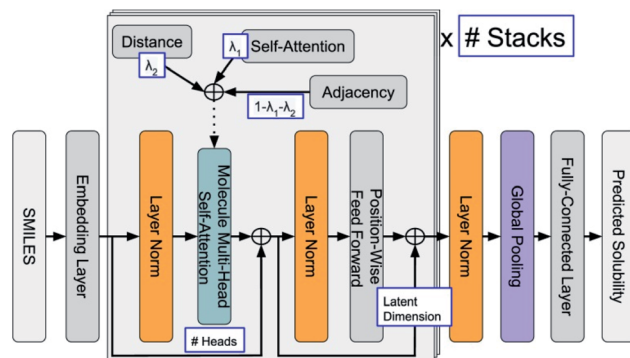 Distance
λ1
Self-Attention
x # Stacks
λ2
Adjacency
1-λ1-λ2
SMILES
Embedding Layer
Layer Norm
Molecule Multi-Head
Self-Attention
Layer Norm
Position-Wise
Feed Forward
Layer Norm
Global Pooling
Fully-Connected
Layer
Predicted Solubility
# Heads
Latent
Dimension